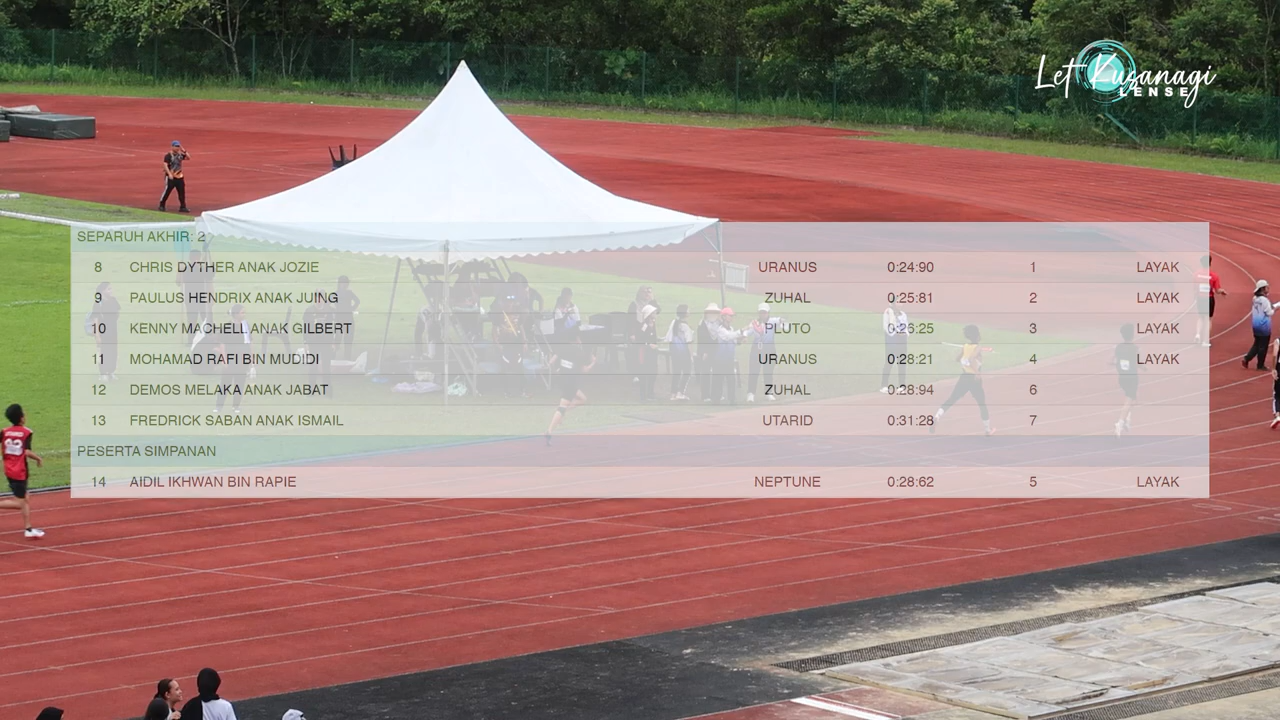 Let Kusanagi
LENSE
SEPARUH AKHIR: 2
8 CHRIS DYTHER ANAK JOZIE URANUS 0:24:90 1 LAYAK
9 PAULUS HENDRIX ANAK JUING ZUHAL 0:25:81 2 LAYAK
10 KENNY MACHELL ANAK GILBERT PLUTO 0:26:25 3 LAYAK
11 MOHAMAD RAFI BIN MUDIDI URANUS 0:28:21 4 LAYAK
12 DEMOS MELAKA ANAK JABAT ZUHAL 0:28:94 6
13 FREDRICK SABAN ANAK ISMAIL UTARID 0:31:28 7
PESERTA SIMPANAN
14 AIDIL IKHWAN BIN RAPIE NEPTUNE 0:28:62 5 LAYAK